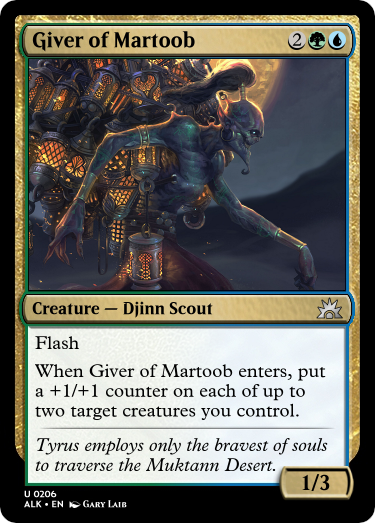 Giver of Martoob 2
Creature — Djinn Scout
Flash
When Giver of Martoob enters, put
a +1/+1 counter on each of up to
two target creatures you control.
Tyrus employs only the bravest of souls
to traverse the Muktann Desert.
1/3
U 0206
ALK • EN Gary Laib